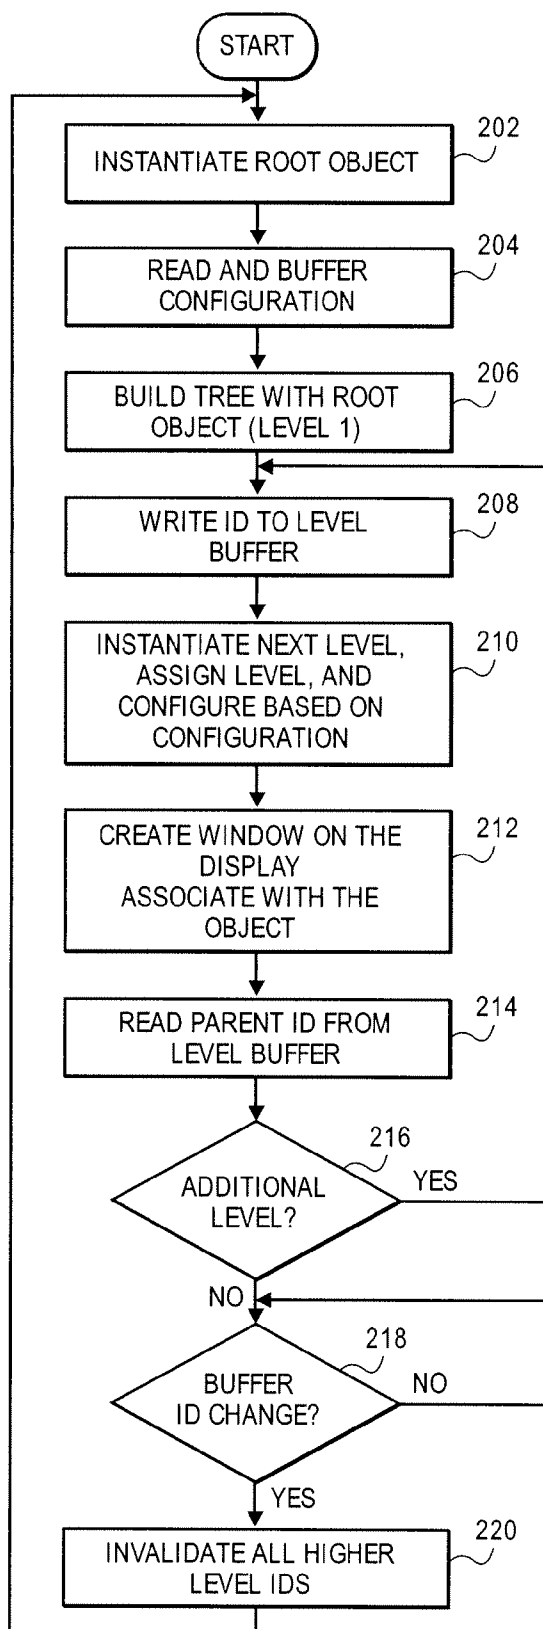 START
INSTANTIATE ROOT OBJECT
202
READ AND BUFFER
CONFIGURATION
204
BUILD TREE WITH ROOT
OBJECT (LEVEL 1)
206
WRITE ID TO LEVEL
BUFFER
208
INSTANTIATE NEXT LEVEL,
ASSIGN LEVEL, AND
CONFIGURE BASED ON
CONFIGURATION
210
CREATE WINDOW ON THE
DISPLAY
ASSOCIATE WITH THE
OBJECT
212
READ PARENT ID FROM
LEVEL BUFFER
214
ADDITIONAL
LEVEL?
216
YES
NO
BUFFER
ID CHANGE?
218
NO
YES
INVALIDATE ALL HIGHER
LEVEL IDS
220